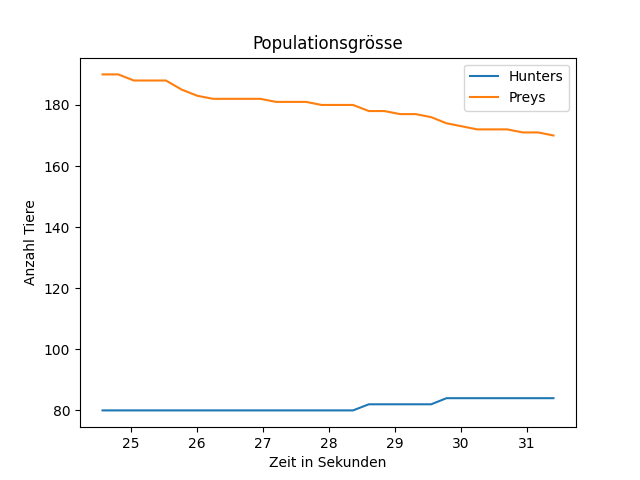 Populationsgrösse
Hunters
Preys
180
160
140
120
100
80
Anzahl Tiere
25 26 27 28 29 30 31
Zeit in Sekunden